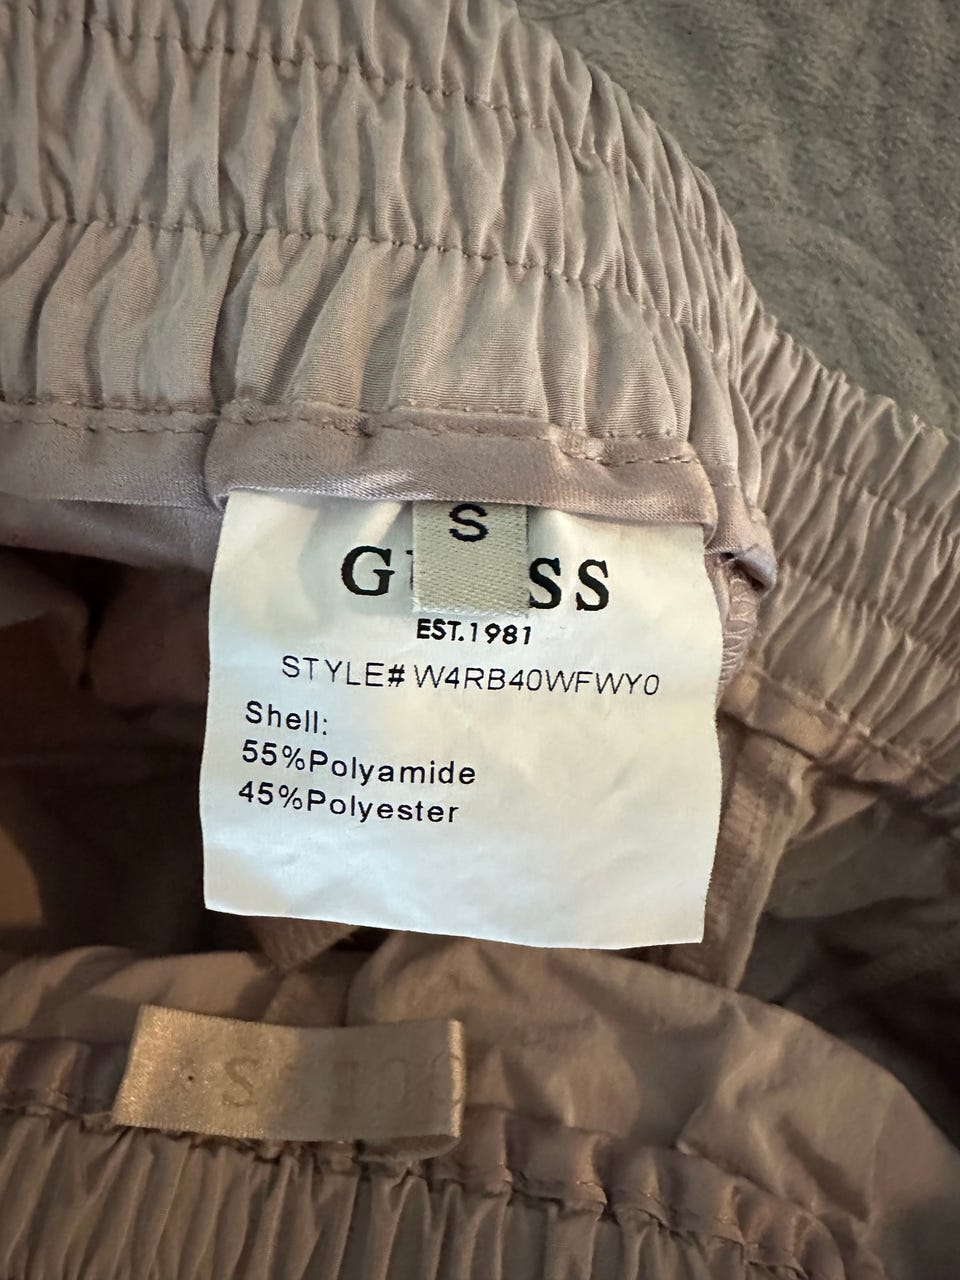 S
G SS
EST.1981
STYLE# W4RB40WFWY0
Shell:
55%Polyamide
45%Polyester